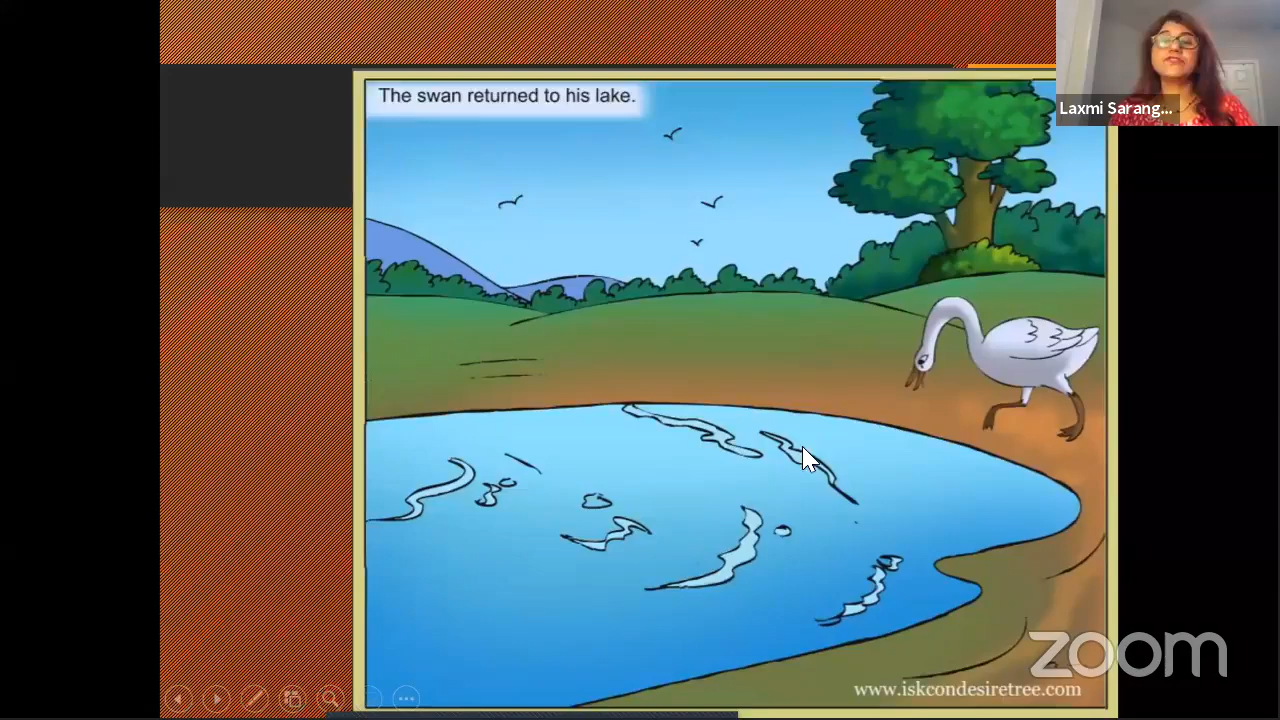 The swan returned to his lake.
Laxmi Sarang...
zoom
www.iskcondesiretree.com